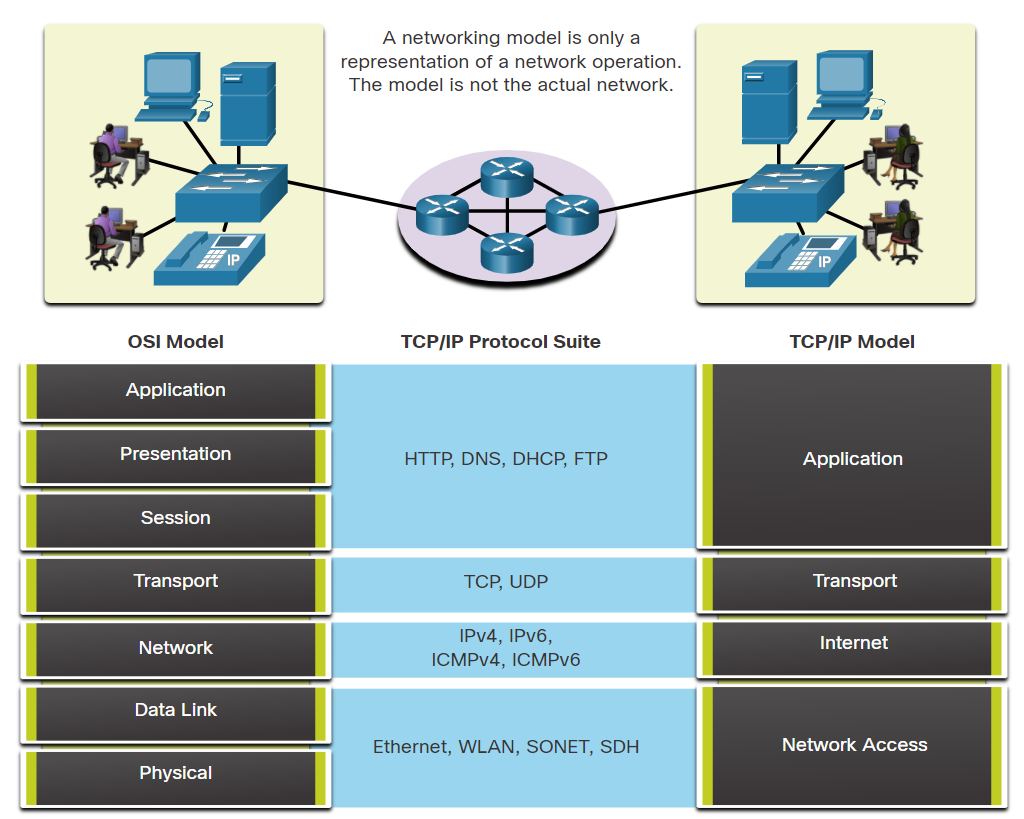 A networking model is only a
representation of a network operation.
The model is not the actual network.
IP
IP
OSI Model
TCP/IP Protocol Suite
TCP/IP Model
Application
Presentation
Session
HTTP, DNS, DHCP, FTP
Application
Transport
TCP, UDP
Transport
Network
IPv4, IPv6,
ICMPv4, ICMPv6
Internet
Data Link
Physical
Ethernet, WLAN, SONET, SDH
Network Access